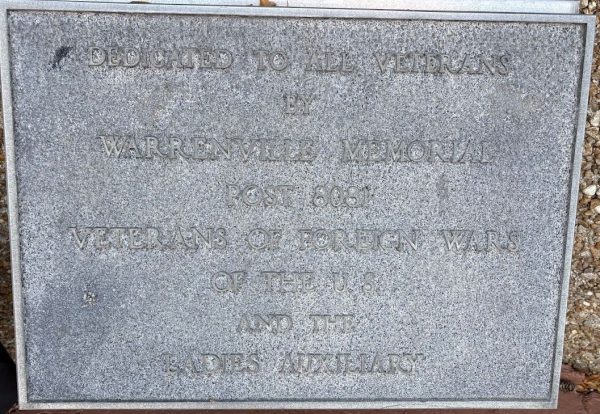 DEDICATED TO ALL VETERANS
BY
WARRENVILLE MEMORIAL
POST 8081
VETERANS OF FOREIGN WARS
OF THE U.S.
AND THE
LADIES AUXILIARY